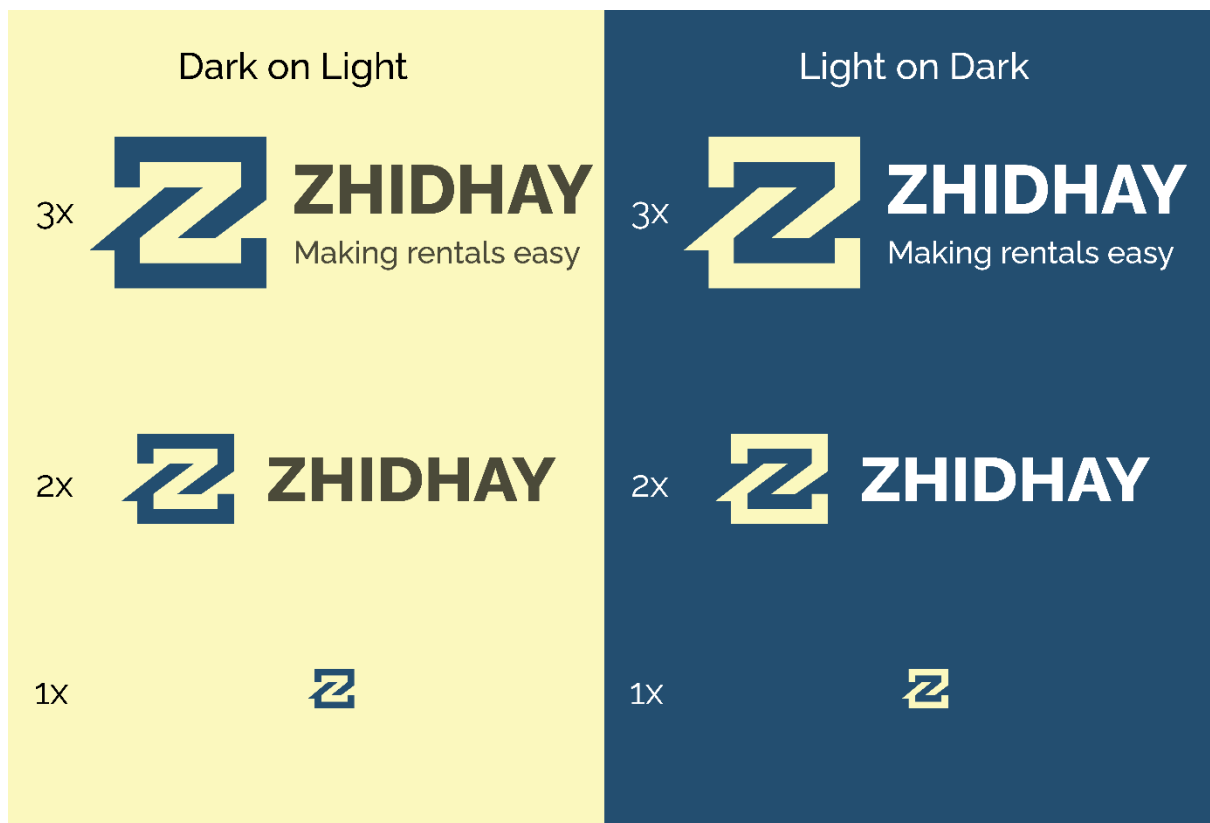 Dark on Light
3x
ZHIDHAY
Making rentals easy
2x
ZHIDHAY
1x
Light on Dark
3x
ZHIDHAY
Making rentals easy
2x
ZHIDHAY
1x